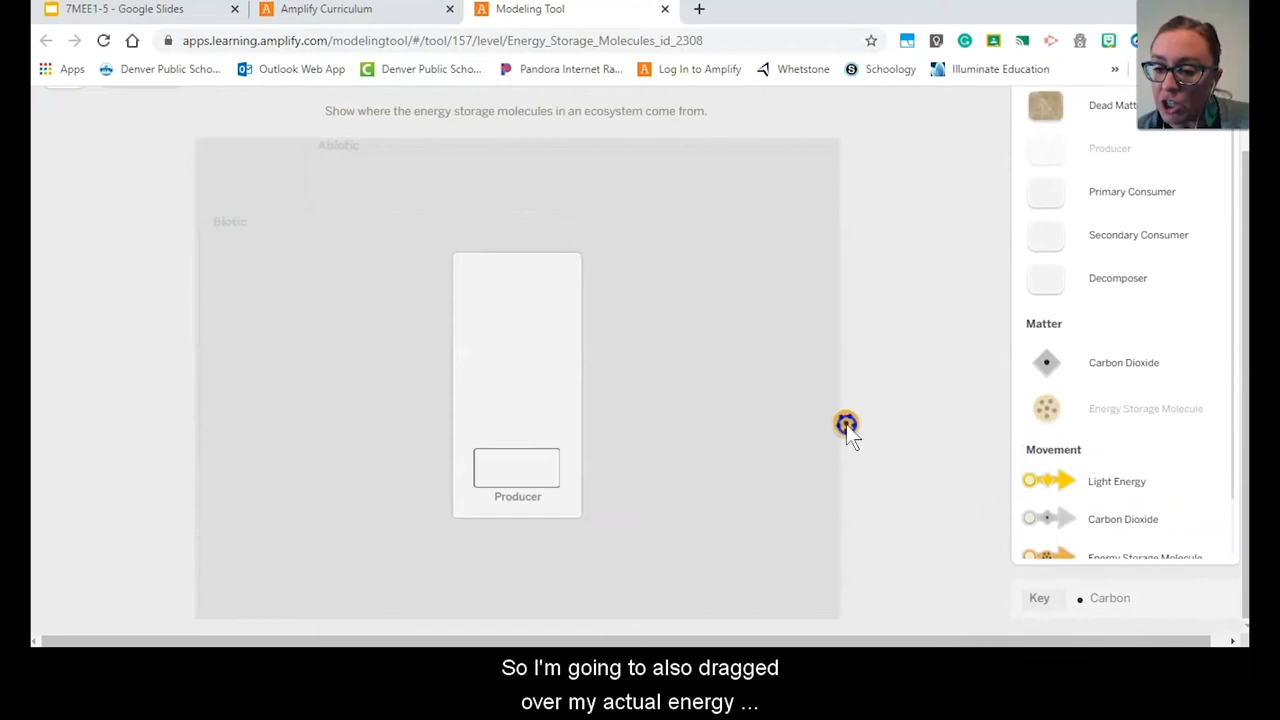 7MEE1-5 - Google Slides
Amplify Curriculum
Modeling Tool
apps.learning.amplify.com/modelingtool/#/tool/157/level/Energy_Storage_Molecules_id_2308
Apps
Denver Public Scho...
Outlook Web App
Denver Public Scho...
Pandora Internet Ra...
Log In to Amplify
Whetstone
Schoology
Illuminate Education
»
Show where the energy storage molecules in an ecosystem come from.
Abiotic
Biotic
Producer
Dead Matt
Producer
Primary Consumer
Secondary Consumer
Decomposer
Matter
Carbon Dioxide
Energy Storage Molecule
Movement
Light Energy
Carbon Dioxide
Energy Storage Molecule
Key
Carbon
So I'm going to also dragged
over my actual energy ...